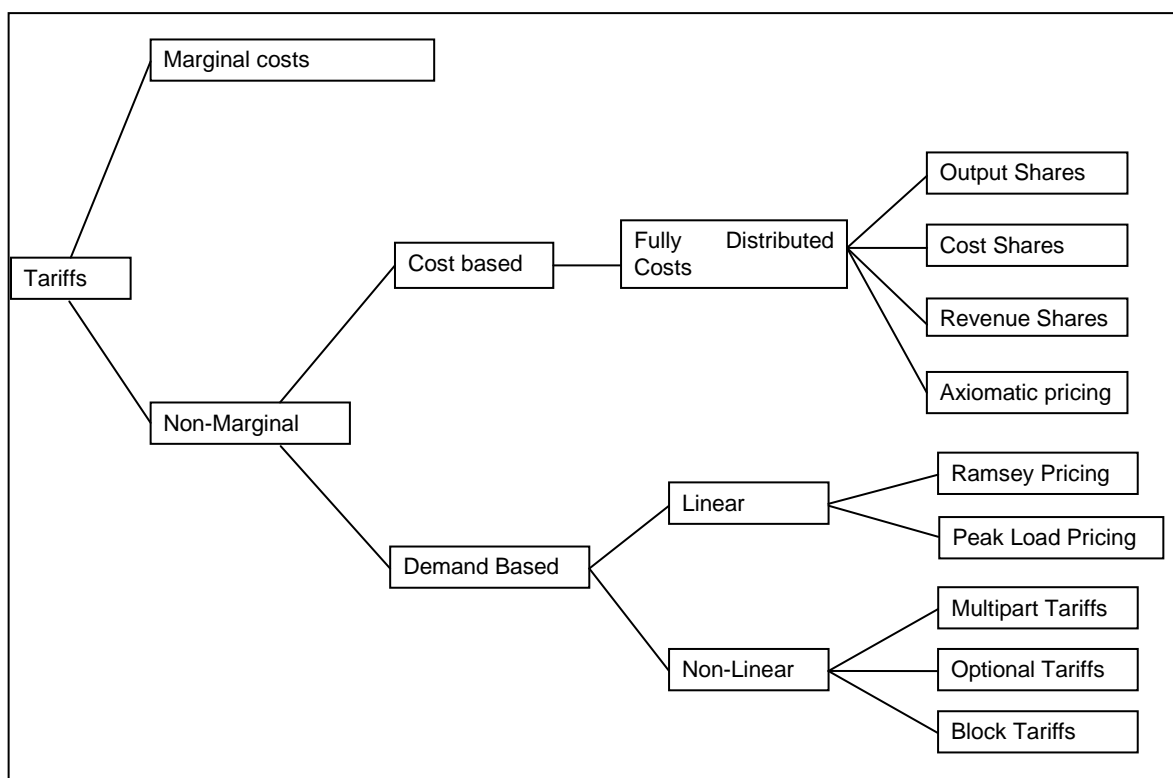 Marginal costs
Output Shares
Fully Distributed
Costs
Cost based
Cost Shares
Tariffs
Revenue Shares
Axiomatic pricing
Non-Marginal
Ramsey Pricing
Linear
Peak Load Pricing
Demand Based
Multipart Tariffs
Non-Linear
Optional Tariffs
Block Tariffs